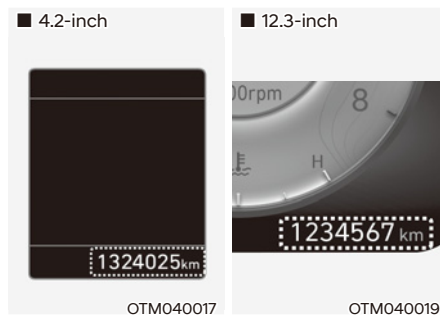 ■ 4.2-inch
1324025km
OTM040017
■ 12.3-inch
00rpm
8
H
1234567 km
OTM040019